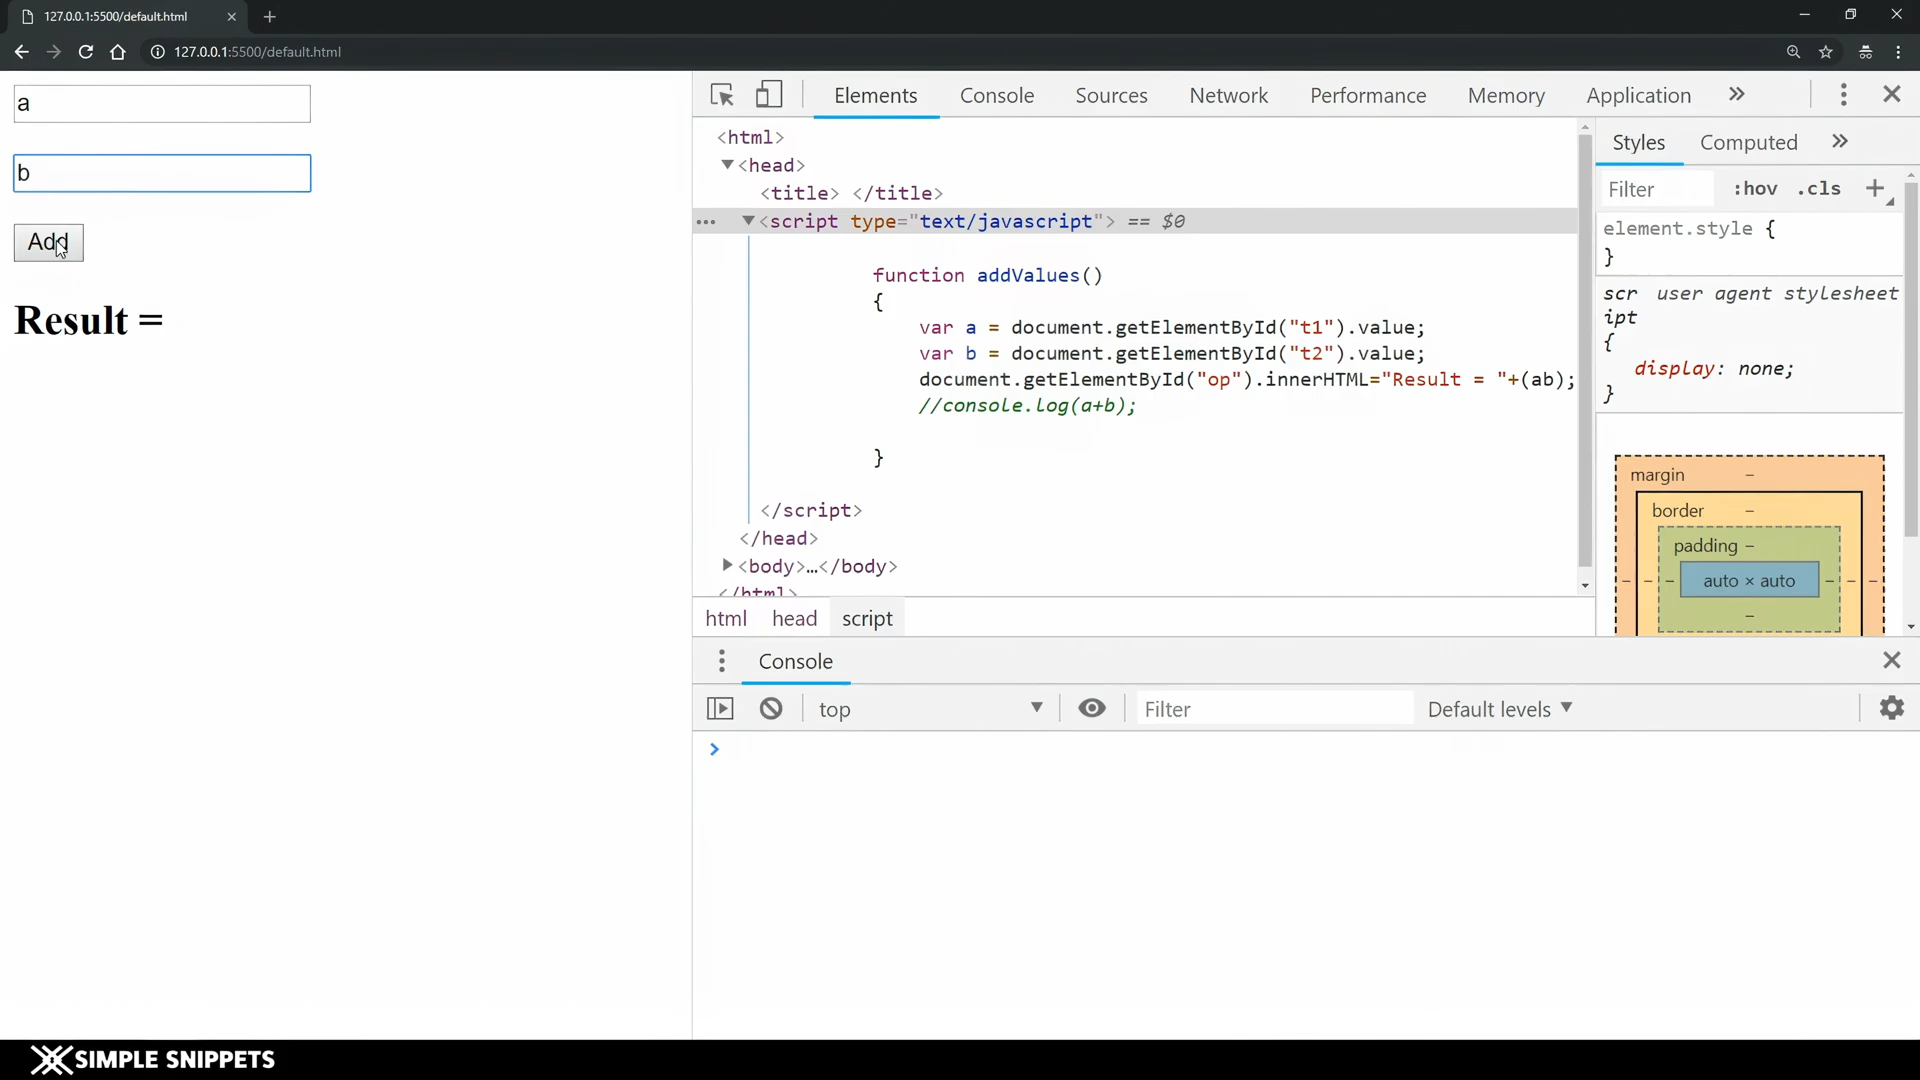 127.0.0.1:5500/default.html
127.0.0.1:5500/default.html
a
b
Add
Result =
Elements Console Sources Network Performance Memory Application
<html>
<head>
<title> </title>
<script type="text/javascript"> == $0
function addValues()
{
var a = document.getElementById("t1").value;
var b = document.getElementById("t2").value;
document.getElementById("op").innerHTML="Result = "+(ab);
//console.log(a+b);
}
</script>
</head>
<body>…</body>
</html>
html head script
Styles Computed
Filter :hov .cls
element.style {
}
scr user agent stylesheet
ipt
{
display: none;
}
margin –
border –
padding –
– – – auto × auto – – –
–
Console
top Filter Default levels
SIMPLE SNIPPETS